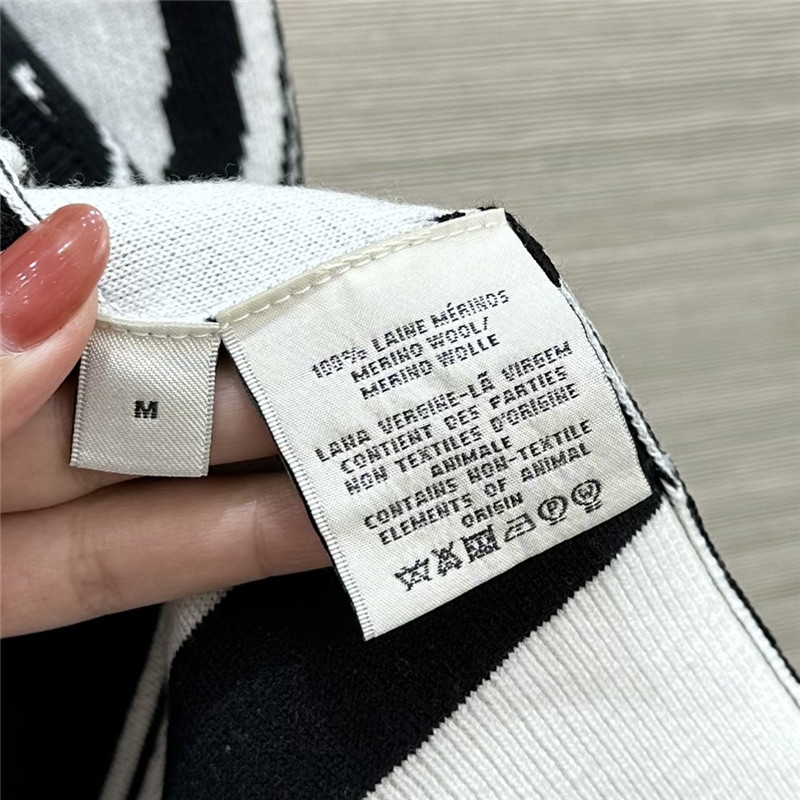 M
100% LAINE MÉRINOS
MERINO WOOL/
MERINO WOLLE
LANA VERGINE-LÃ VIRGEM
CONTIENT DES PARTIES
NON TEXTILES D'ORIGINE
ANIMALE
CONTAINS NON-TEXTILE
ELEMENTS OF ANIMAL
ORIGIN
P W